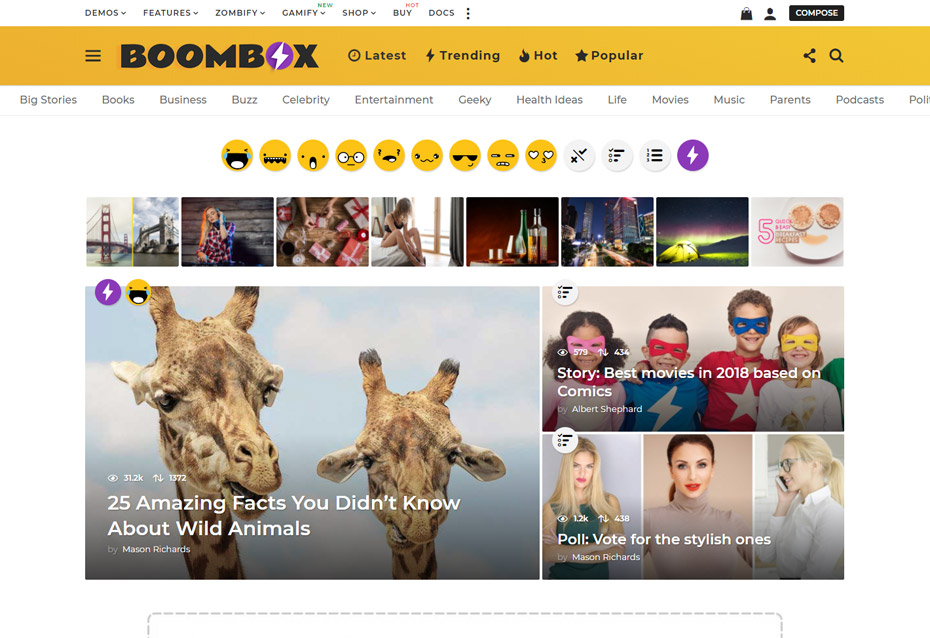 DEMOS FEATURES ZOMBIFY GAMIFY NEW SHOP BUY HOT DOCS COMPOSE
BOOMBOX Latest Trending Hot Popular
Big Stories Books Business Buzz Celebrity Entertainment Geeky Health Ideas Life Movies Music Parents Podcasts Polit
5 QUICK
& EASY
BREAKFAST
RECIPES
31.2k 1372
25 Amazing Facts You Didn’t Know
About Wild Animals
by Mason Richards
579 434
Story: Best movies in 2018 based on
Comics
by Albert Shephard
1.2k 438
Poll: Vote for the stylish ones
by Mason Richards